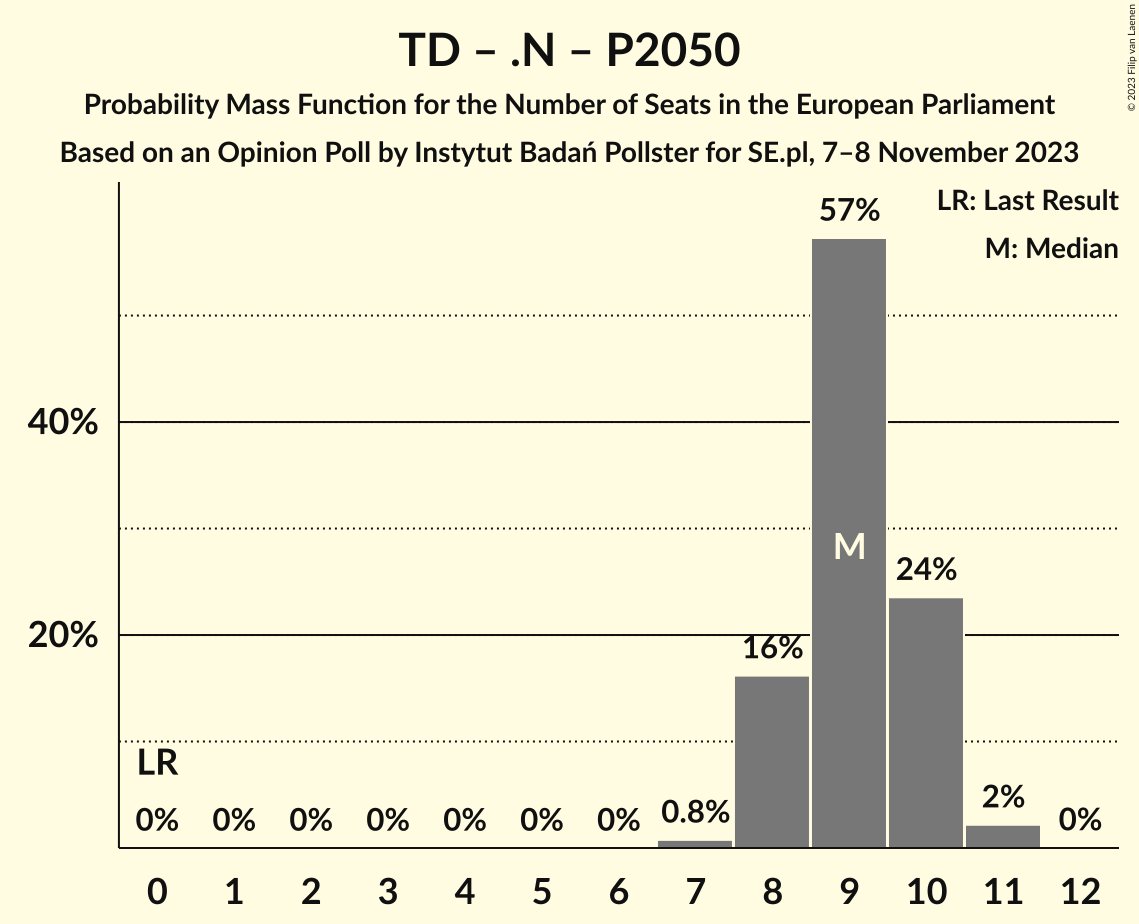 TD – .N – P2050
Probability Mass Function for the Number of Seats in the European Parliament
Based on an Opinion Poll by Instytut Badań Pollster for SE.pl, 7–8 November 2023
© 2023 Filip van Laenen
LR: Last Result
M: Median
57%
40%
M
24%
20%
16%
LR
0% 0% 0% 0% 0% 0% 0% 0.8% 2% 0%
0 1 2 3 4 5 6 7 8 9 10 11 12